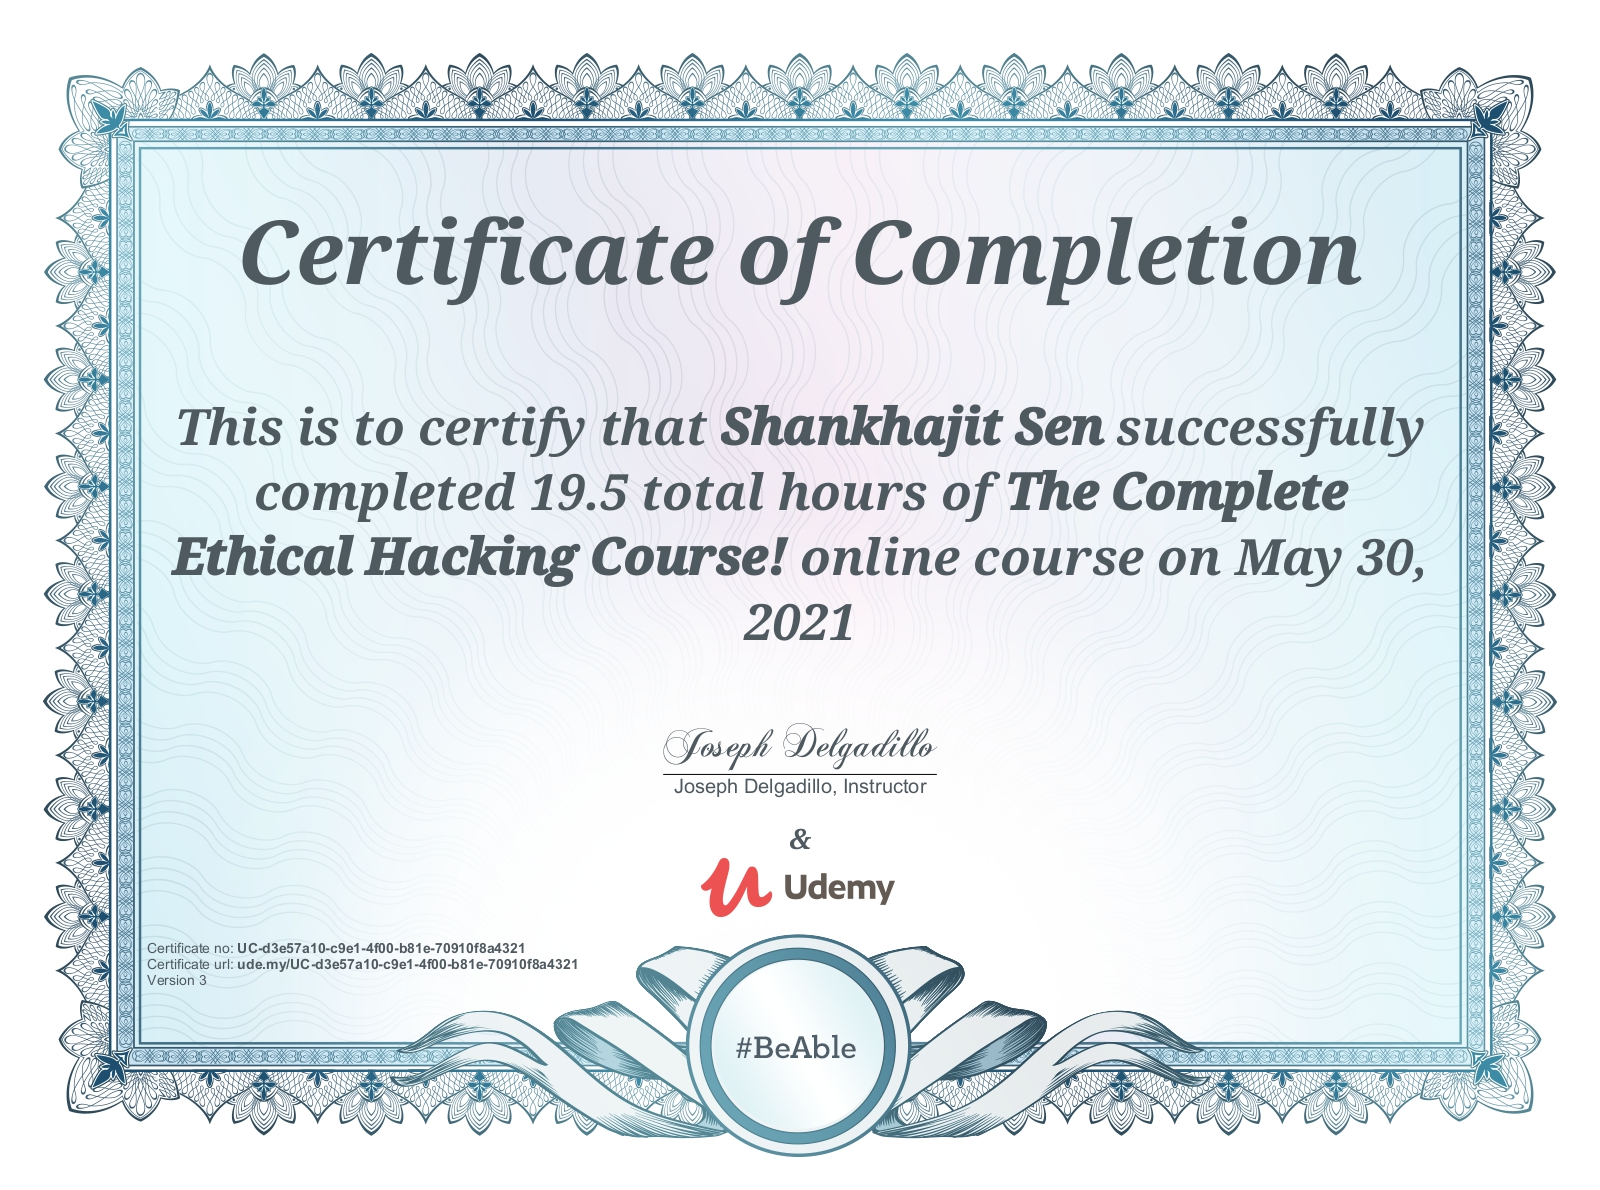 Certificate of Completion
This is to certify that Shankhajit Sen successfully
completed 19.5 total hours of The Complete
Ethical Hacking Course! online course on May 30,
2021
Joseph Delgadillo
Joseph Delgadillo, Instructor
&
Udemy
Certificate no: UC-d3e57a10-c9e1-4f00-b81e-70910f8a4321
Certificate url: ude.my/UC-d3e57a10-c9e1-4f00-b81e-70910f8a4321
Version 3
#BeAble